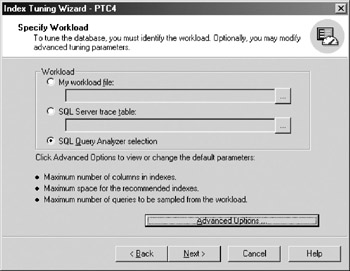 Index Tuning Wizard - PTC4
Specify Workload
To tune the database, you must identify the workload. Optionally, you may modify
advanced tuning parameters.
Workload
My workload file:
...
SQL Server trace table:
...
SQL Query Analyzer selection
Click Advanced Options to view or change the default parameters:
Maximum number of columns in indexes.
Maximum space for the recommended indexes.
Maximum number of queries to be sampled from the workload.
Advanced Options ...
< Back
Next >
Cancel
Help